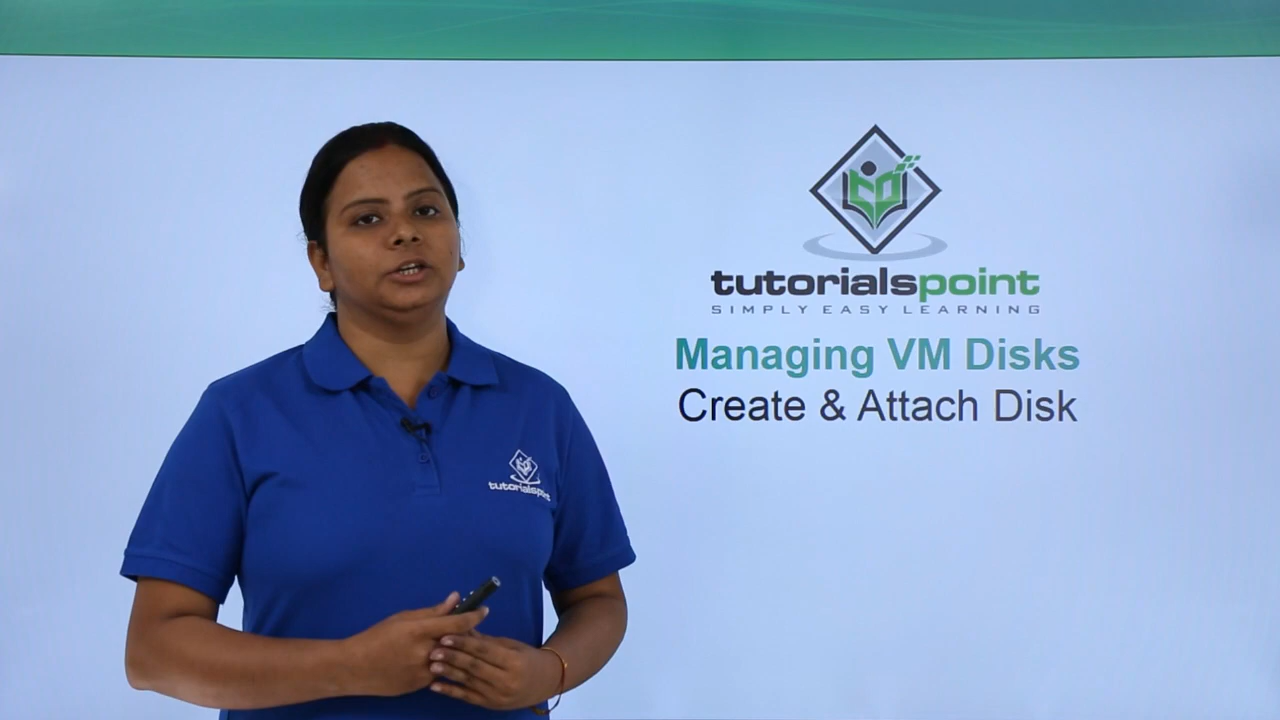 tutorialspoint
SIMPLY EASY LEARNING
Managing VM Disks
Create & Attach Disk
tutorialspoint